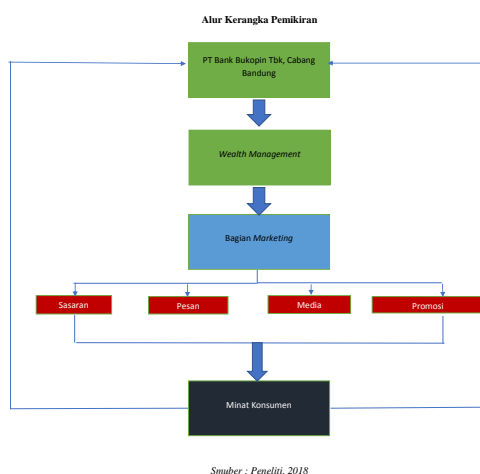 Alur Kerangka Pemikiran
PT Bank Bukopin Tbk, Cabang
Bandung
Wealth Management
Bagian Marketing
Sasaran
Pesan
Media
Promosi
Minat Konsumen
Smuber : Peneliti, 2018